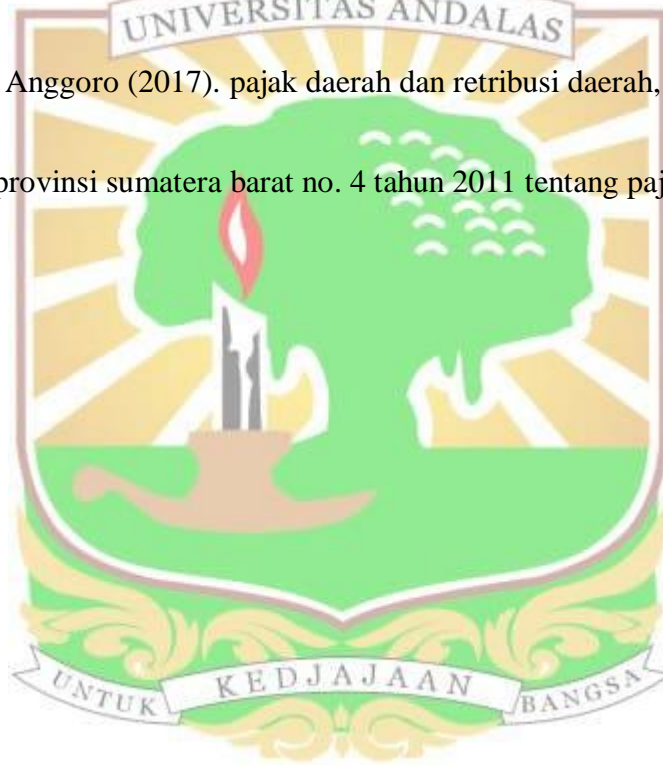 UNIVERSITAS ANDALAS
Anggoro (2017). pajak daerah dan retribusi daerah,
provinsi sumatera barat no. 4 tahun 2011 tentang
UNTUK KEDJAJAAN BANGSA